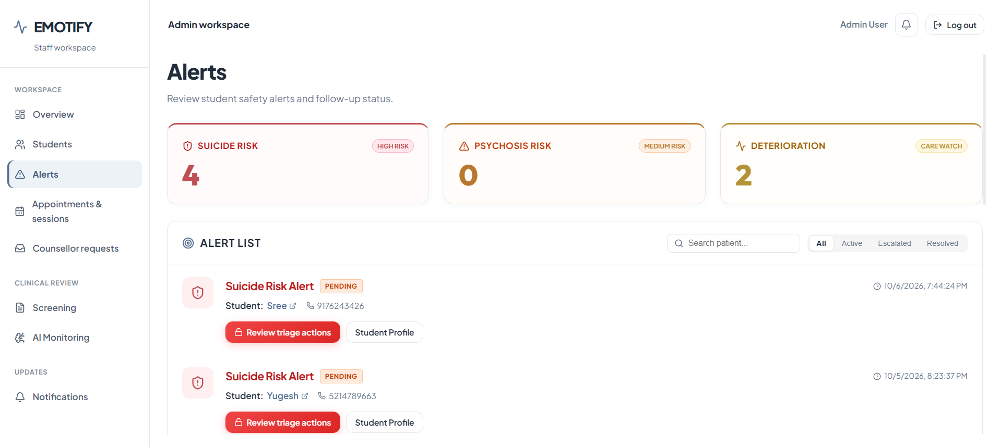 EMOTIFY
Staff workspace
WORKSPACE
Overview
Students
Alerts
Appointments &
sessions
Counsellor requests
CLINICAL REVIEW
Screening
AI Monitoring
UPDATES
Notifications
Admin workspace
Admin User
Log out
Alerts
Review student safety alerts and follow-up status.
SUICIDE RISK
HIGH RISK
4
PSYCHOSIS RISK
MEDIUM RISK
0
DETERIORATION
CARE WATCH
2
ALERT LIST
Search patient...
All Active Escalated Resolved
Suicide Risk Alert PENDING 10/6/2026, 7:44:24 PM
Student: Sree 9176243426
Review triage actions Student Profile
Suicide Risk Alert PENDING 10/5/2026, 8:23:37 PM
Student: Yugesh 5214789663
Review triage actions Student Profile